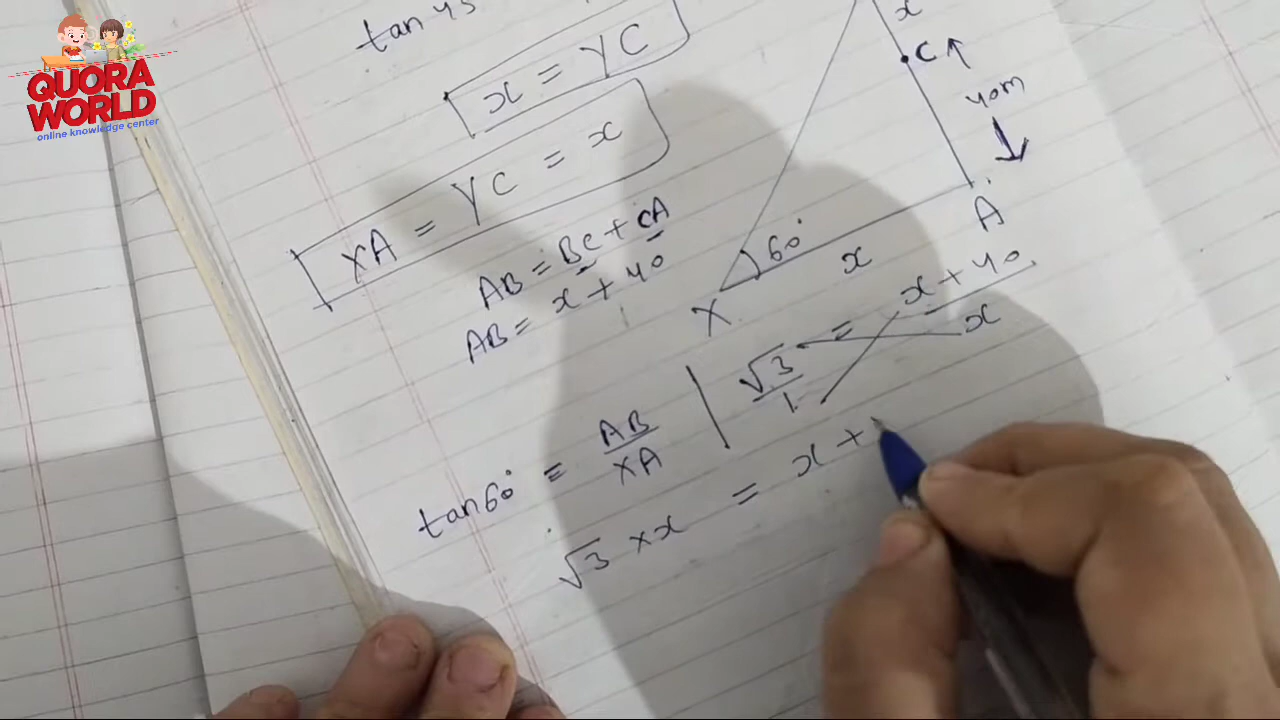 QUORA
WORLD
online knowledge center
tan 45
x = YC
XA = YC = x
AB = BC + CA
AB = x + 40
x
C
40m
A
60°
x
X
tan60° = AB/XA
√3/1 = x + 40/x
√3 × x = x +